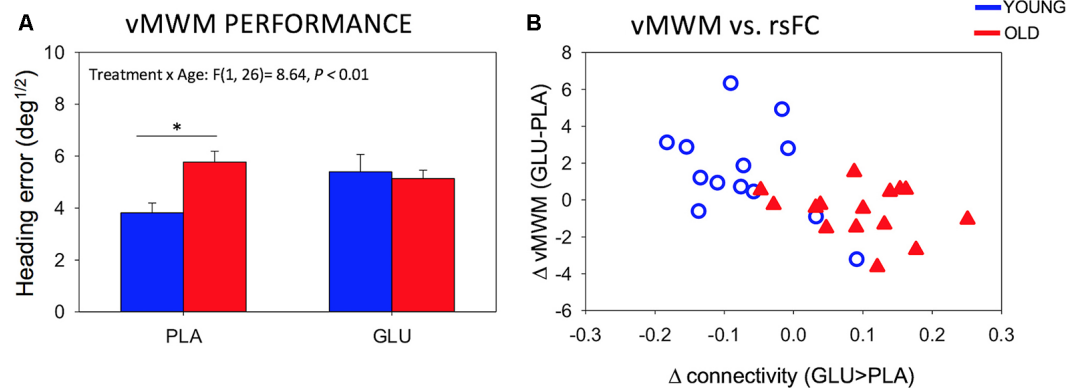 A
vMWM PERFORMANCE
Treatment x Age: F(1, 26)= 8.64, P < 0.01
*
Heading error (deg1/2)
10
8
6
4
2
0
PLA
GLU
B
vMWM vs. rsFC
YOUNG
OLD
Δ vMWM (GLU-PLA)
8
6
4
2
0
-2
-4
-6
-0.3
-0.2
-0.1
0.0
0.1
0.2
0.3
Δ connectivity (GLU>PLA)